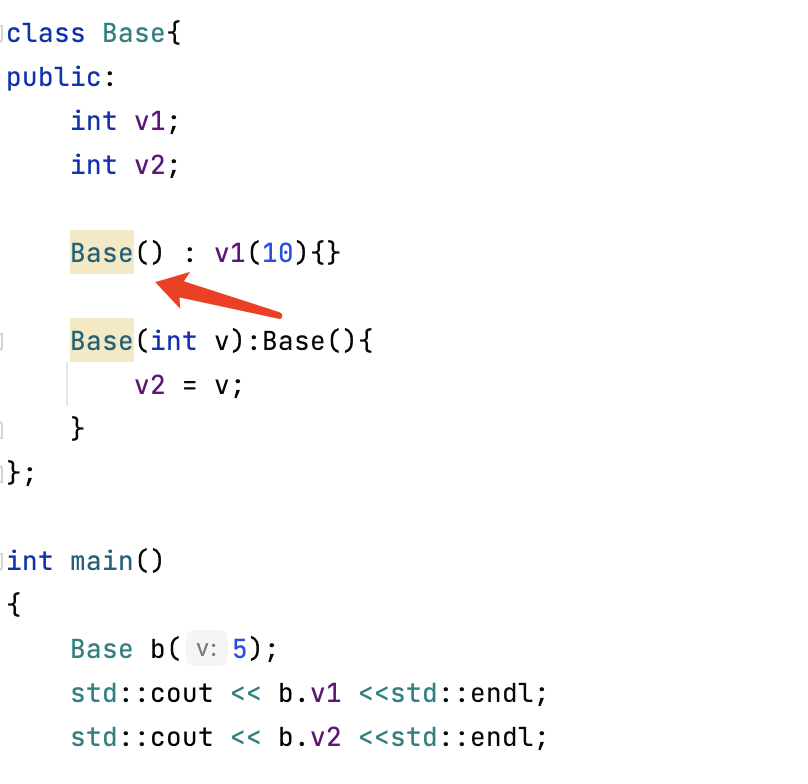 class Base{
public:
    int v1;
    int v2;

    Base() : v1(10){}

    Base(int v):Base(){
        v2 = v;
    }
};

int main()
{
    Base b( v: 5);
    std::cout << b.v1 <<std::endl;
    std::cout << b.v2 <<std::endl;